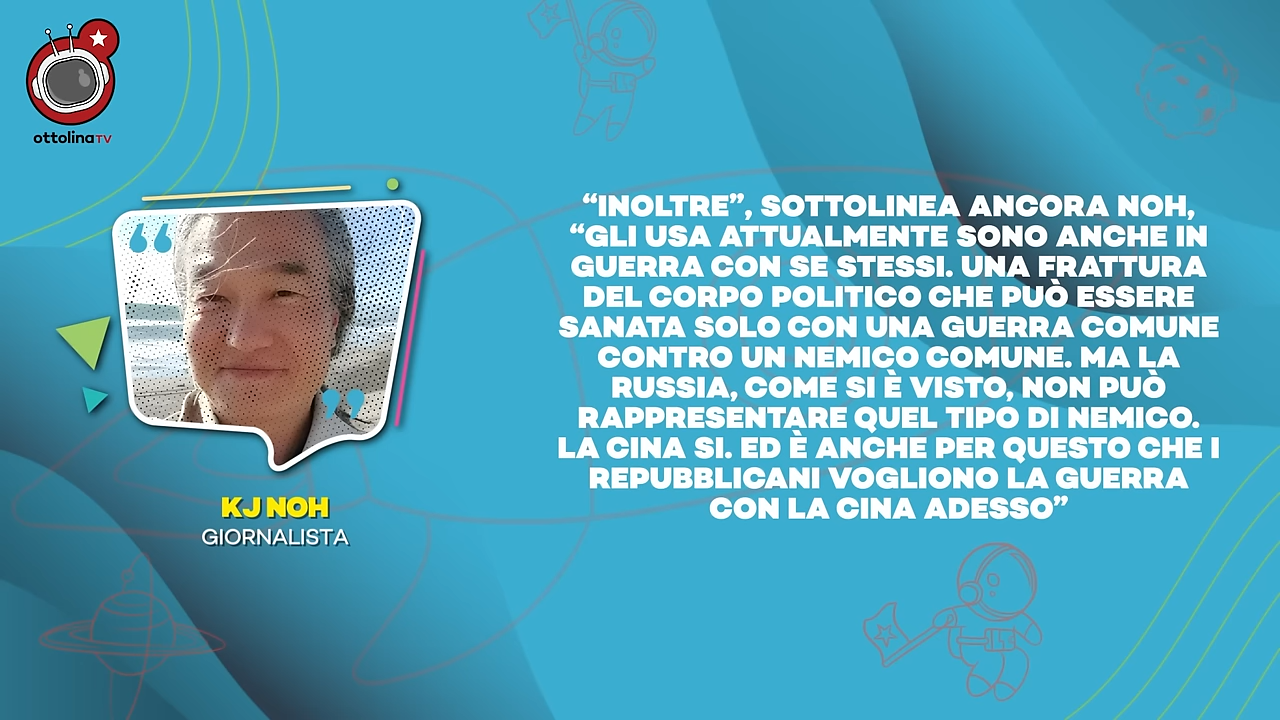 ottolinaTV
“INOLTRE”, SOTTOLINEA ANCORA NOH,
“GLI USA ATTUALMENTE SONO ANCHE IN
GUERRA CON SE STESSI. UNA FRATTURA
DEL CORPO POLITICO CHE PUÒ ESSERE
SANATA SOLO CON UNA GUERRA COMUNE
CONTRO UN NEMICO COMUNE. MA LA
RUSSIA, COME SI È VISTO, NON PUÒ
RAPPRESENTARE QUEL TIPO DI NEMICO.
LA CINA SI. ED È ANCHE PER QUESTO CHE I
REPUBBLICANI VOGLIONO LA GUERRA
CON LA CINA ADESSO”
KJ NOH
GIORNALISTA